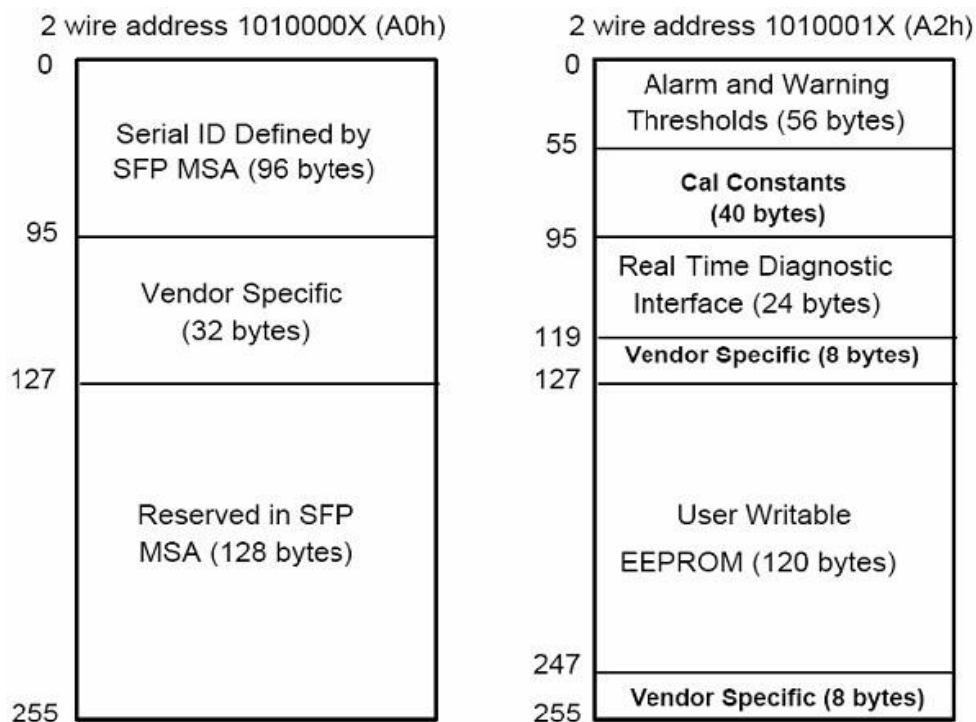 2 wire address 1010000X (A0h)
0
Serial ID Defined by
SFP MSA (96 bytes)
95
Vendor Specific
(32 bytes)
127
Reserved in SFP
MSA (128 bytes)
255
2 wire address 1010001X (A2h)
0
Alarm and Warning
Thresholds (56 bytes)
55
Cal Constants
(40 bytes)
95
Real Time Diagnostic
Interface (24 bytes)
119
Vendor Specific (8 bytes)
127
User Writable
EEPROM (120 bytes)
247
Vendor Specific (8 bytes)
255